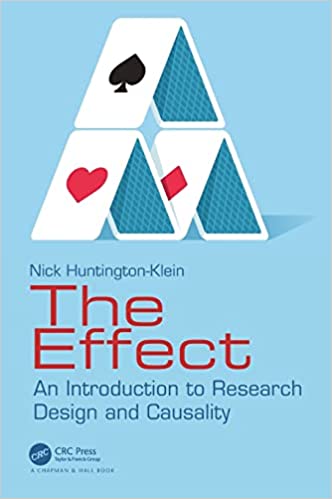 Nick Huntington-Klein
The
Effect
An Introduction to Research
Design and Causality
CRC
CRC Press
Taylor & Francis Group
A CHAPMAN & HALL BOOK